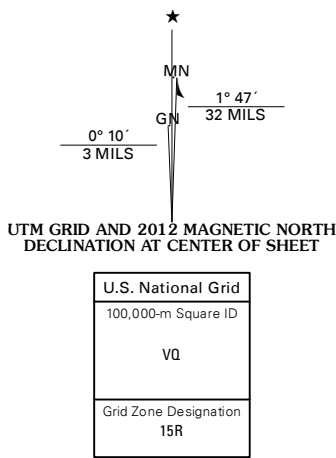 ★
MN
1° 47´
32 MILS
GN
0° 10´
3 MILS
UTM GRID AND 2012 MAGNETIC NORTH
DECLINATION AT CENTER OF SHEET
U.S. National Grid
100,000-m Square ID
VQ
Grid Zone Designation
15R